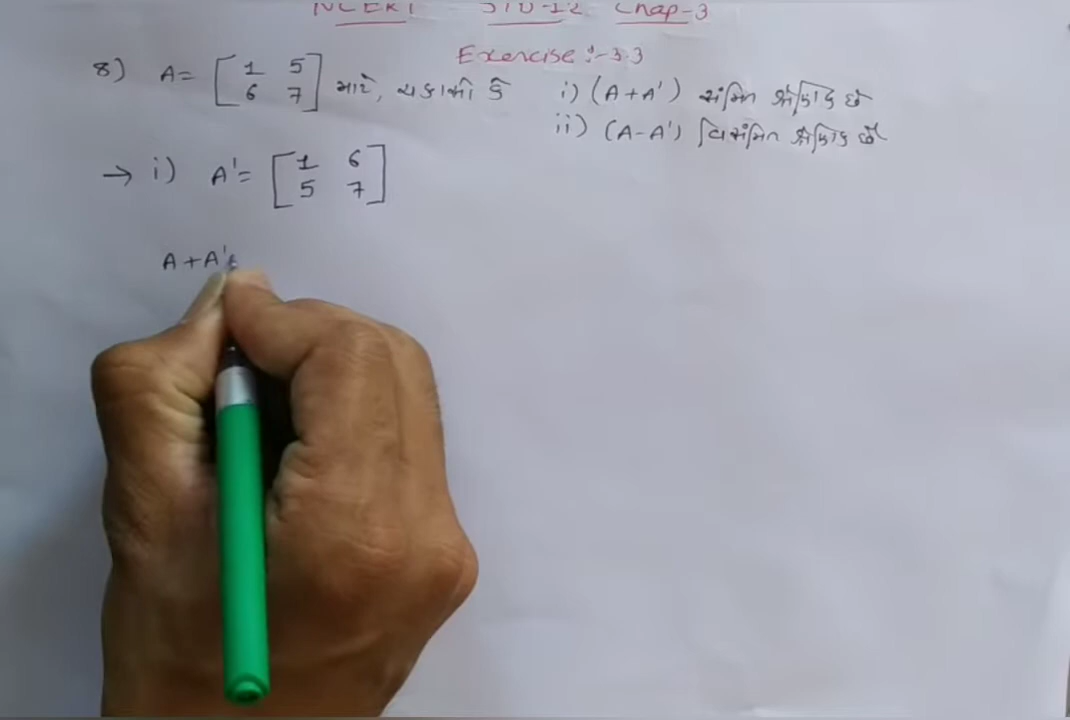 NCERT STD-12 Chap-3
Exercise :- 3.3
8) A = [ 1 5 માટે, ચકાસો કે i) (A + A') સંમિત શ્રેણિક છે
6 7 ] ii) (A - A') વિસંમિત શ્રેણિક છે
→ i) A' = [ 1 6
5 7 ]
A + A'